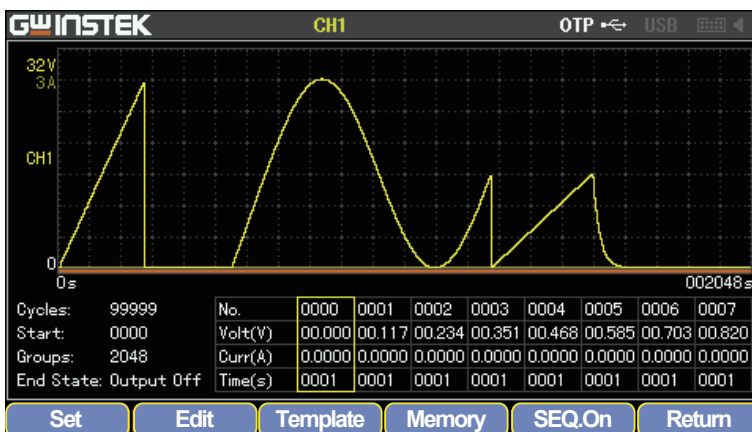 GWINSTEK CH1 OTP USB
32V
3A
CH1
0
0s 002048s
Cycles: 99999 No. 0000 0001 0002 0003 0004 0005 0006 0007
Start: 0000 Volt(V) 00.000 00.117 00.234 00.351 00.468 00.585 00.703 00.820
Groups: 2048 Curr(A) 0.0000 0.0000 0.0000 0.0000 0.0000 0.0000 0.0000 0.0000
End State: Output Off Time(s) 0001 0001 0001 0001 0001 0001 0001 0001
Set Edit Template Memory SEQ.On Return